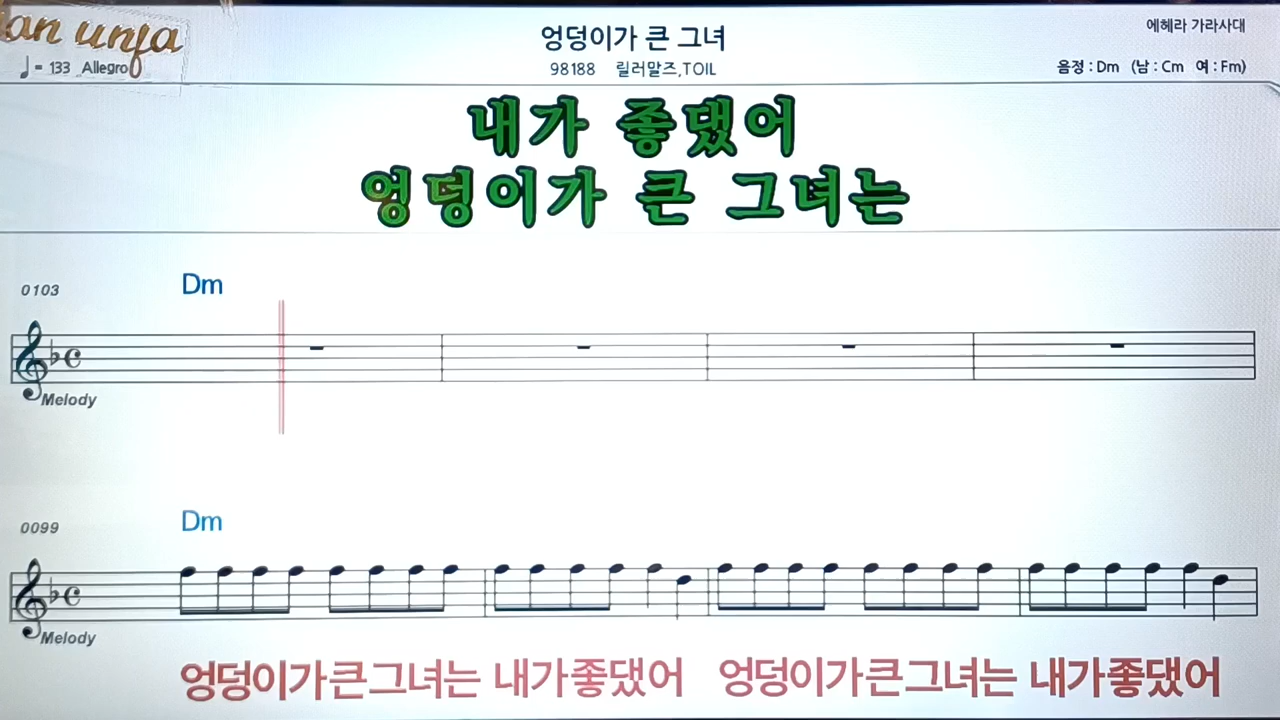 an unja
♩= 133 Allegro
엉덩이가 큰 그녀
98188 릴러말즈,TOIL
에헤라 가라사대
음정 : Dm (남 : Cm 여 : Fm)
내가 좋댔어
엉덩이가 큰 그녀는
0103 Dm
Melody
0099 Dm
Melody
엉덩이가큰그녀는 내가좋댔어 엉덩이가큰그녀는 내가좋댔어